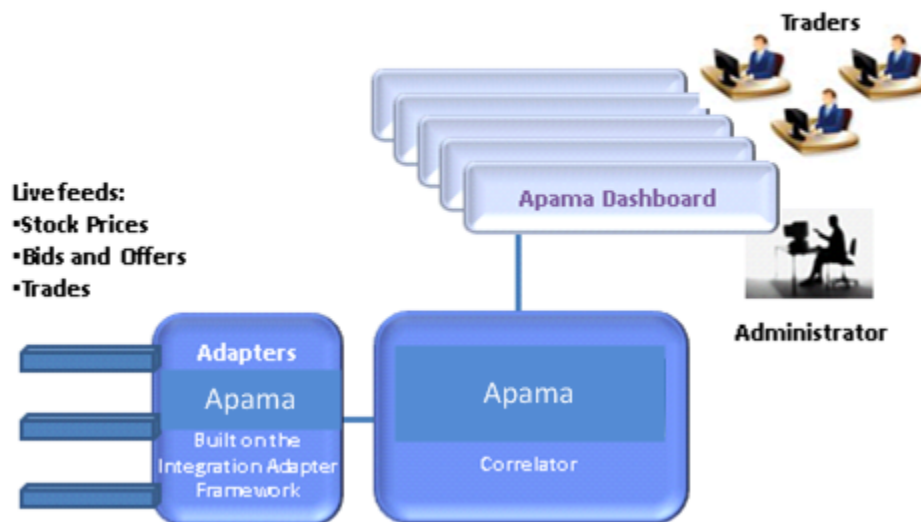 Traders
Apama Dashboard
Live feeds:
▪Stock Prices
▪Bids and Offers
▪Trades
Administrator
Adapters
Apama
Built on the
Integration Adapter
Framework
Apama
Correlator